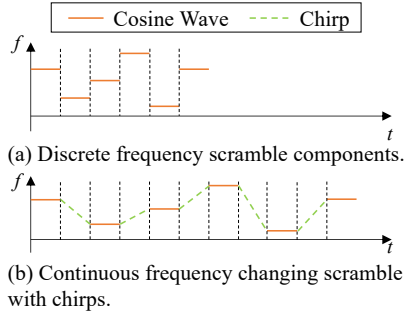 Cosine Wave Chirp
f
t
(a) Discrete frequency scramble components.
f
t
(b) Continuous frequency changing scramble
with chirps.